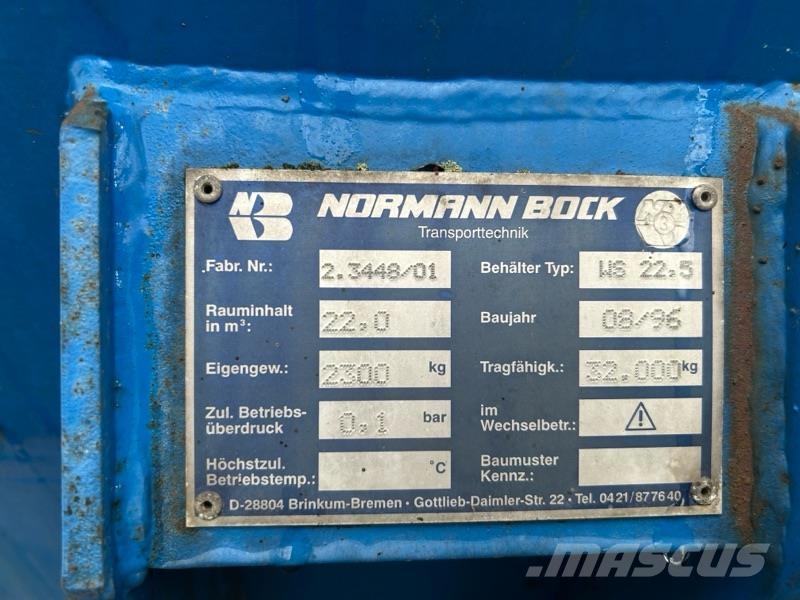 NB NORMANN BOCK
Transporttechnik
Fabr. Nr.: 2.3448/01 Behälter Typ: WS 22.5
Rauminhalt
in m³: 22,0 Baujahr 08/96
Eigengew.: 2300 kg Tragfähigk.: 32.000 kg
Zul. Betriebs- im
überdruck 0,1 bar Wechselbetr.:
Höchstzul. Baumuster
Betriebstemp.: °C Kennz.:
D-28804 Brinkum-Bremen · Gottlieb-Daimler-Str. 22 · Tel. 0421/877640
MASCUS